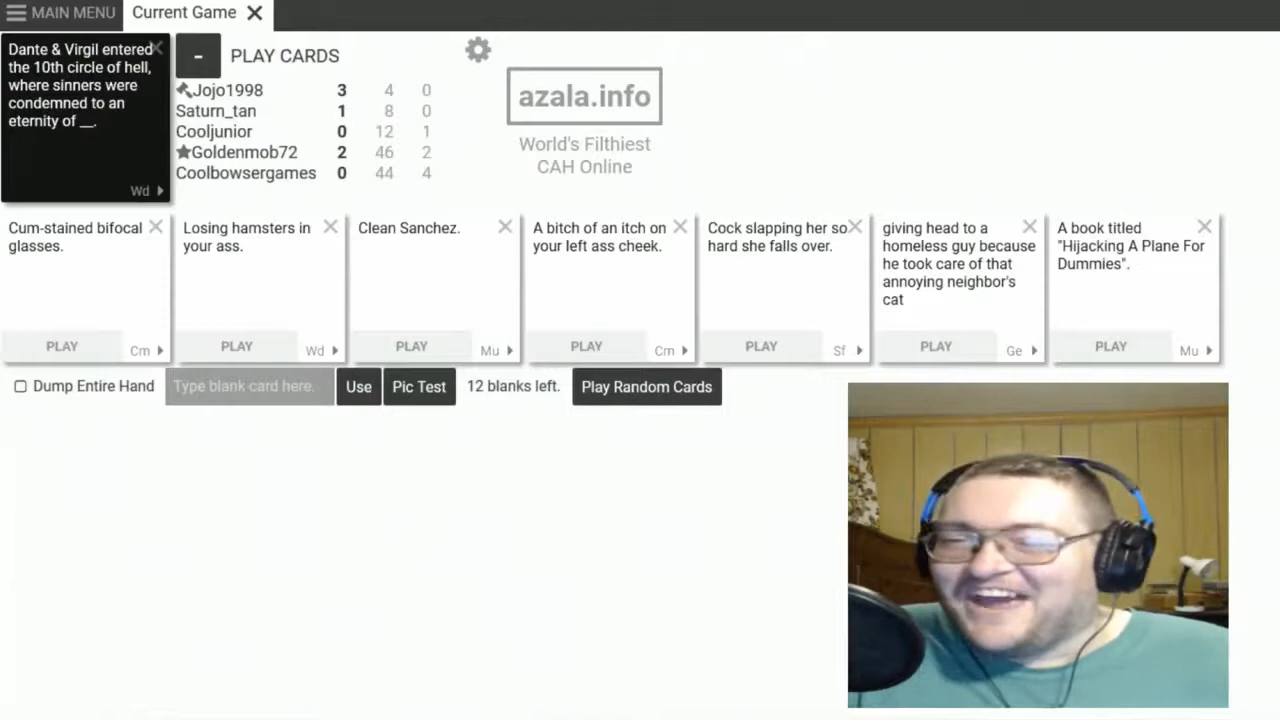 MAIN MENU
Current Game
Dante & Virgil entered
the 10th circle of hell,
where sinners were
condemned to an
eternity of __.
Wd
-
PLAY CARDS
Jojo1998 3 4 0
Saturn_tan 1 8 0
Cooljunior 0 12 1
Goldenmob72 2 46 2
Coolbowsergames 0 44 4
azala.info
World's Filthiest
CAH Online
Cum-stained bifocal
glasses.
PLAY
Cm
Losing hamsters in
your ass.
PLAY
Wd
Clean Sanchez.
PLAY
Mu
A bitch of an itch on
your left ass cheek.
PLAY
Cm
Cock slapping her so
hard she falls over.
PLAY
Sf
giving head to a
homeless guy because
he took care of that
annoying neighbor's
cat
PLAY
Ge
A book titled
"Hijacking A Plane For
Dummies".
PLAY
Mu
Dump Entire Hand
Type blank card here.
Use
Pic Test
12 blanks left.
Play Random Cards